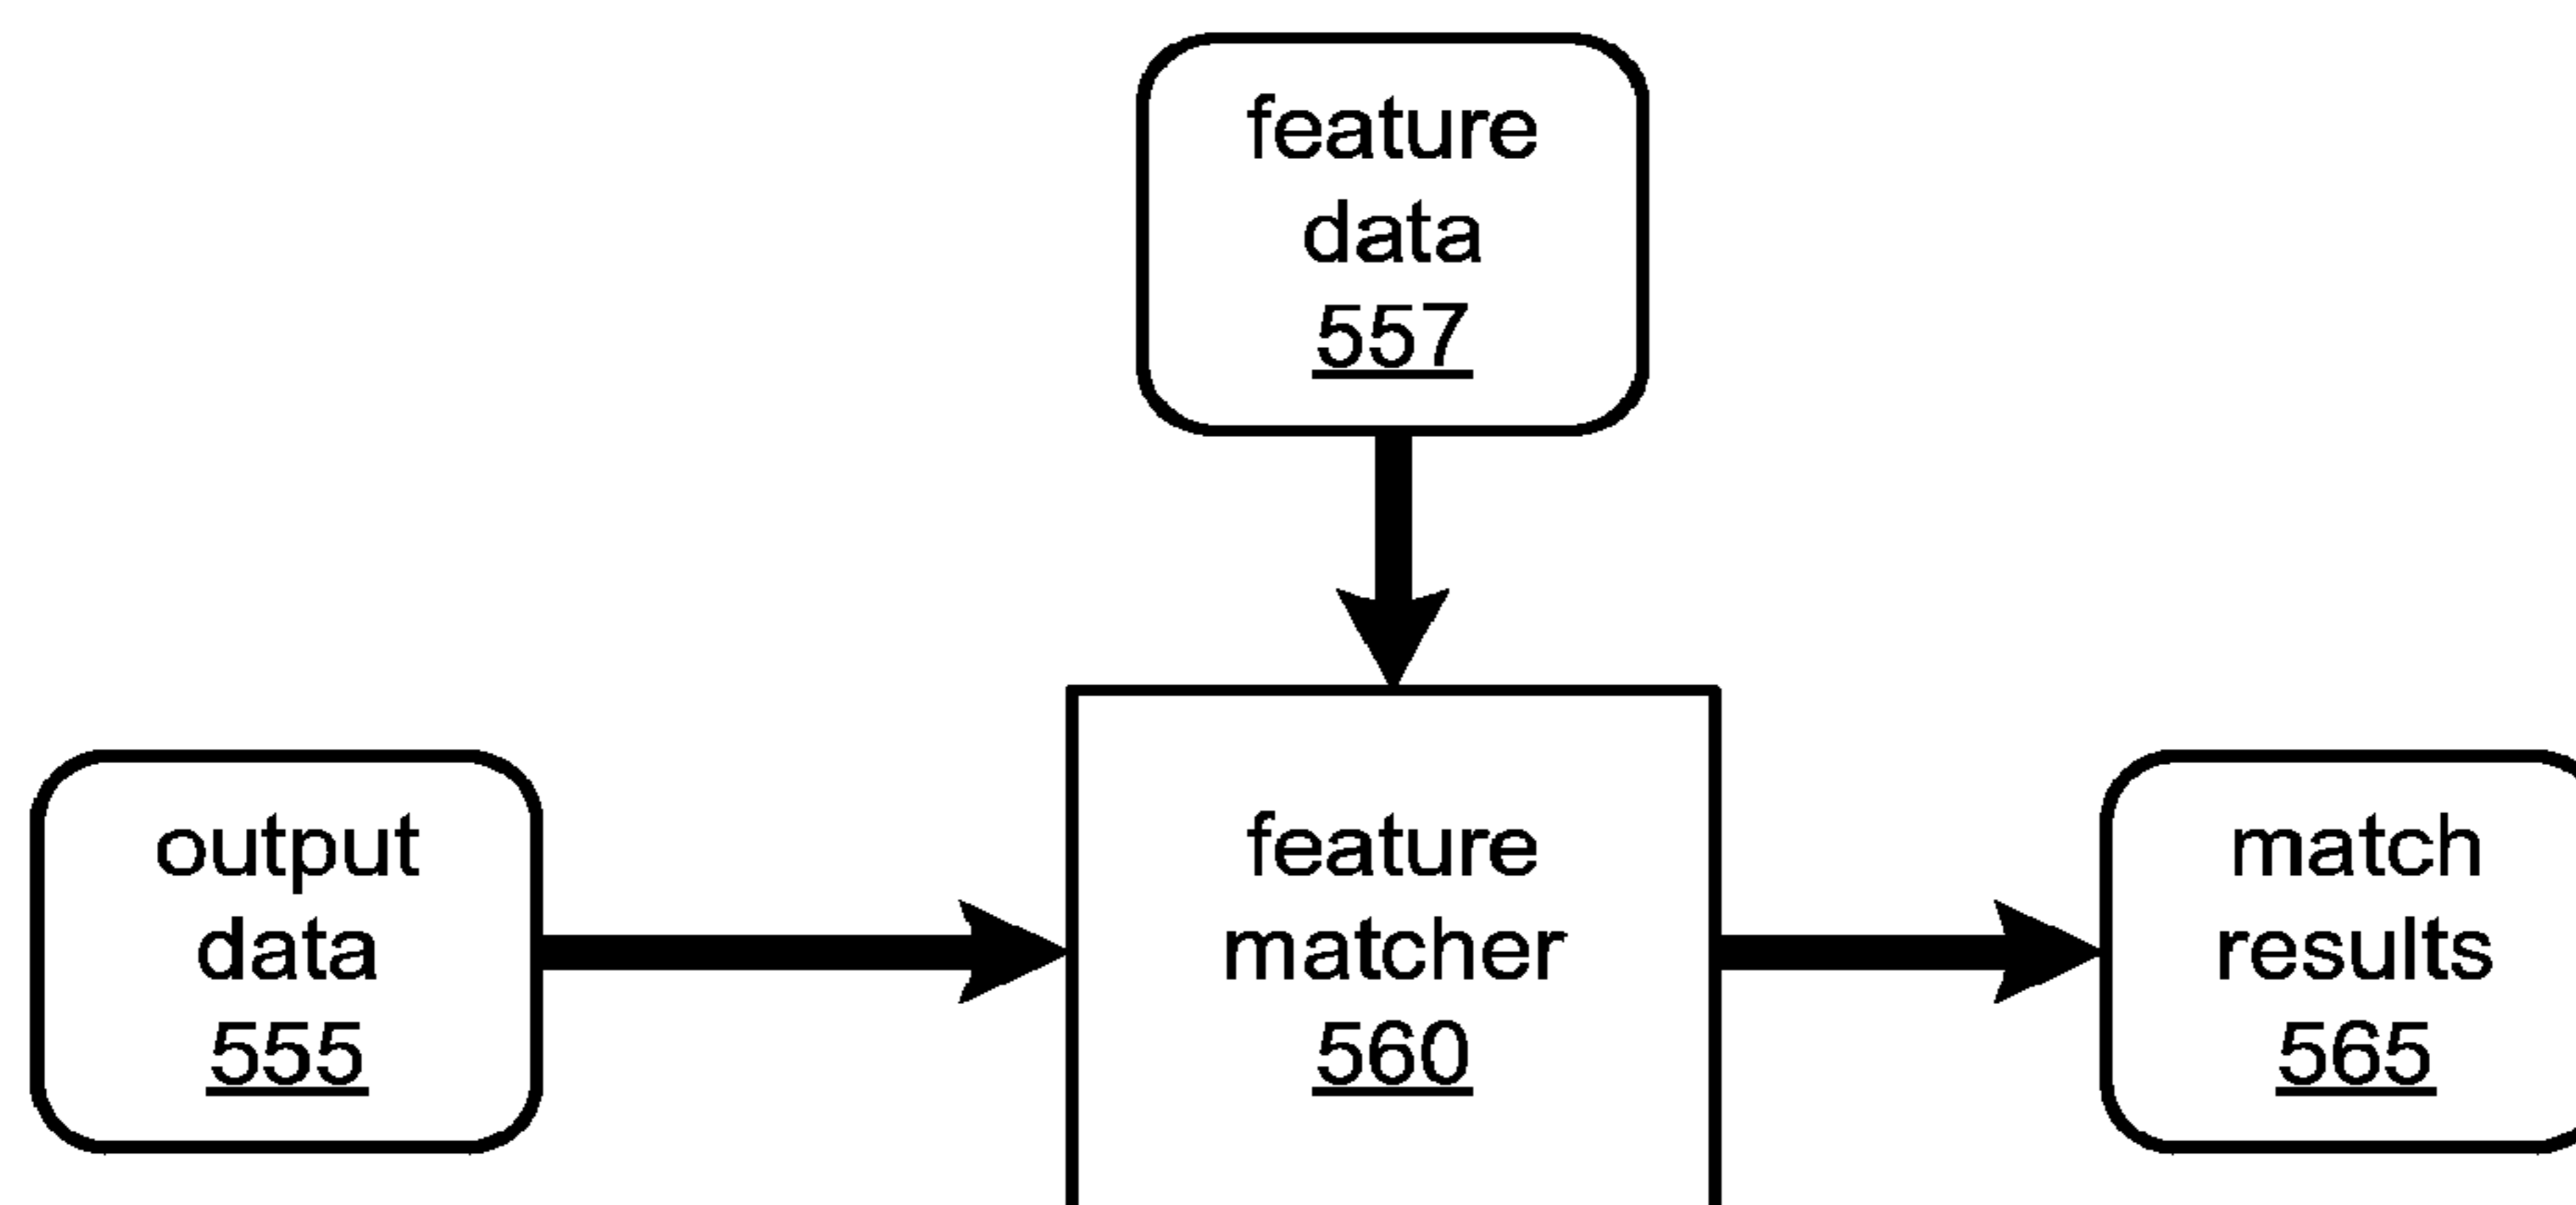 feature
data
557
output
data
555
feature
matcher
560
match
results
565